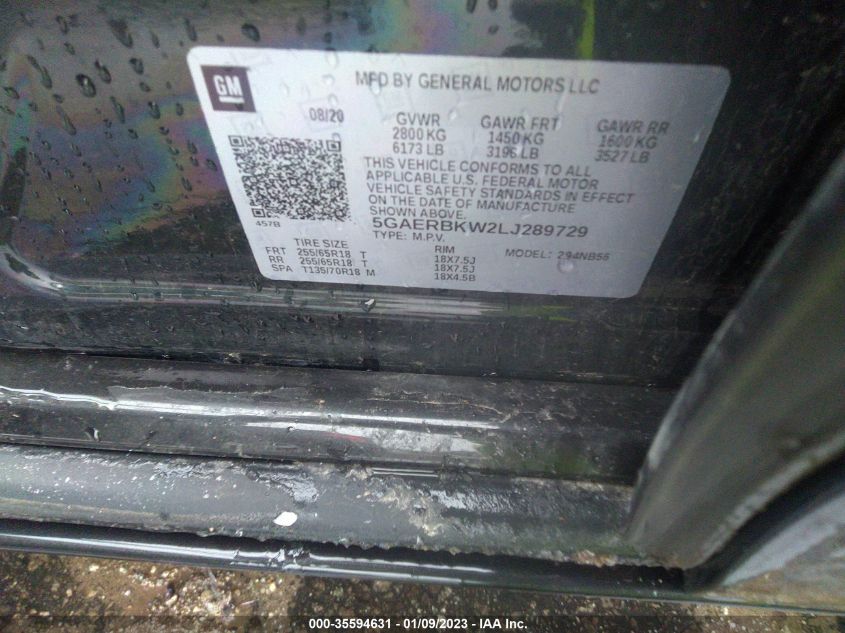 GM
MFD BY GENERAL MOTORS LLC
08/20 GVWR GAWR FRT GAWR RR
2800 KG 1450 KG 1600 KG
6173 LB 3196 LB 3527 LB
THIS VEHICLE CONFORMS TO ALL
APPLICABLE U.S. FEDERAL MOTOR
VEHICLE SAFETY STANDARDS IN EFFECT
ON THE DATE OF MANUFACTURE
SHOWN ABOVE.
457B 5GAERBKW2LJ289729
TYPE: M.P.V. MODEL: 294NB56
TIRE SIZE RIM
FRT 255/65R18 T 18X7.5J
RR 255/65R18 T 18X7.5J
SPA T135/70R18 M 18X4.5B
000-35594631 - 01/09/2023 - IAA Inc.